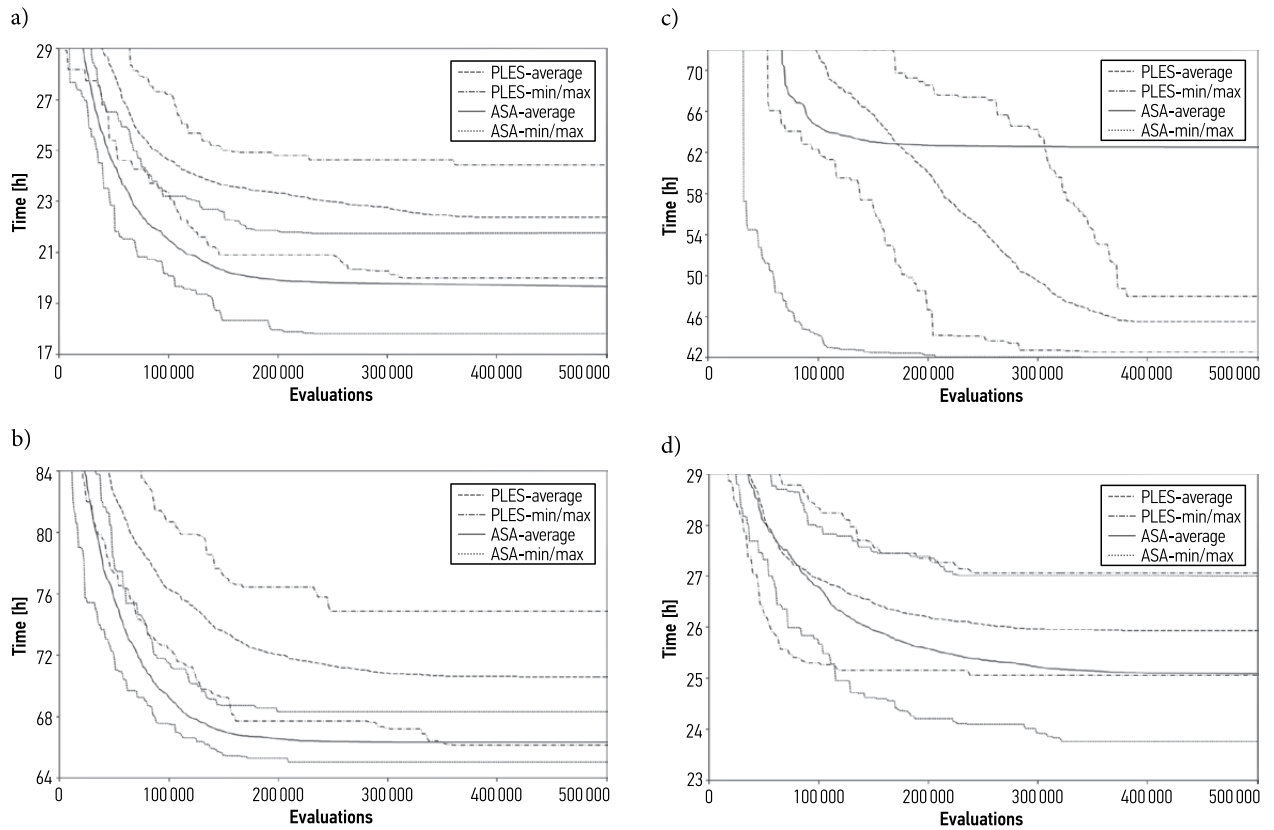 a)
29
27
25
23
21
19
17
Time [h]
PLES–average
PLES–min/max
ASA–average
ASA–min/max
0
100 000
200 000
300 000
400 000
500 000
Evaluations
b)
84
80
76
72
68
64
Time [h]
PLES–average
PLES–min/max
ASA–average
ASA–min/max
0
100 000
200 000
300 000
400 000
500 000
Evaluations
c)
70
66
62
58
54
50
46
42
Time [h]
PLES–average
PLES–min/max
ASA–average
ASA–min/max
0
100 000
200 000
300 000
400 000
500 000
Evaluations
d)
29
28
27
26
25
24
23
Time [h]
PLES–average
PLES–min/max
ASA–average
ASA–min/max
0
100 000
200 000
300 000
400 000
500 000
Evaluations